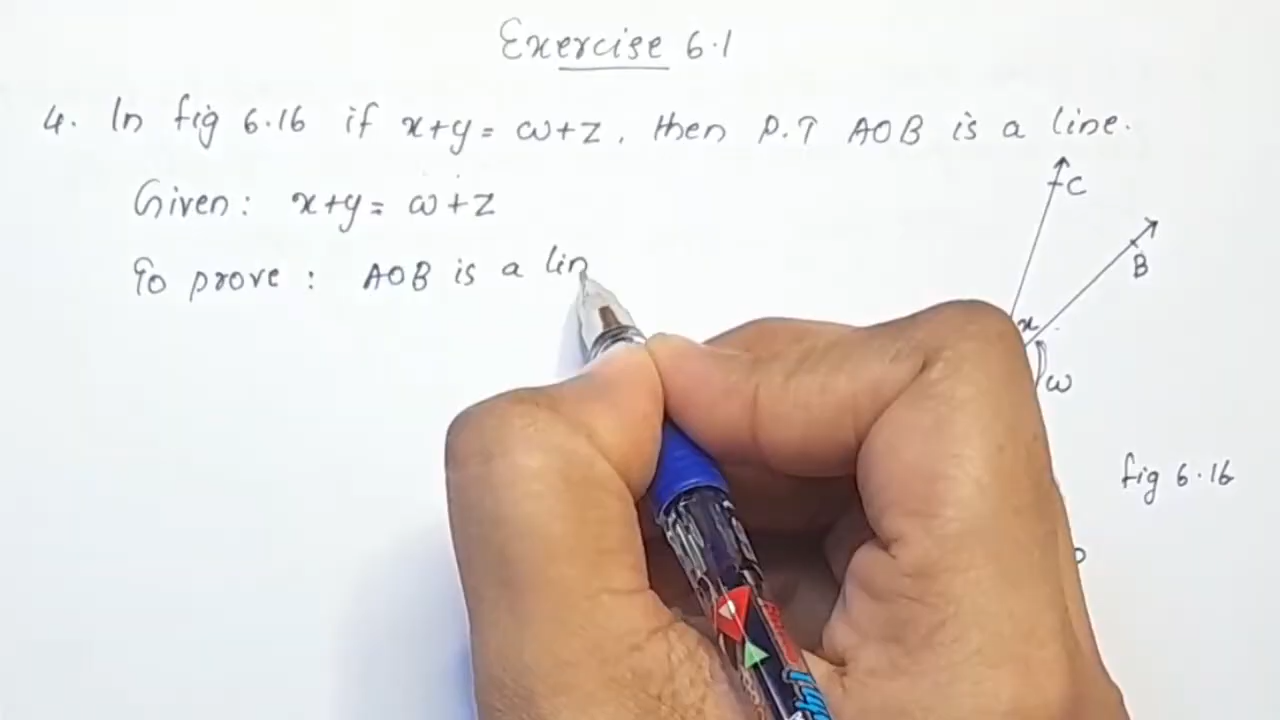 Exercise 6.1
4. In fig 6.16 if x+y = ω+z, then P.T AOB is a line.
Given: x+y = ω+z
To prove : AOB is a lin
C
B
x
ω
fig 6.16